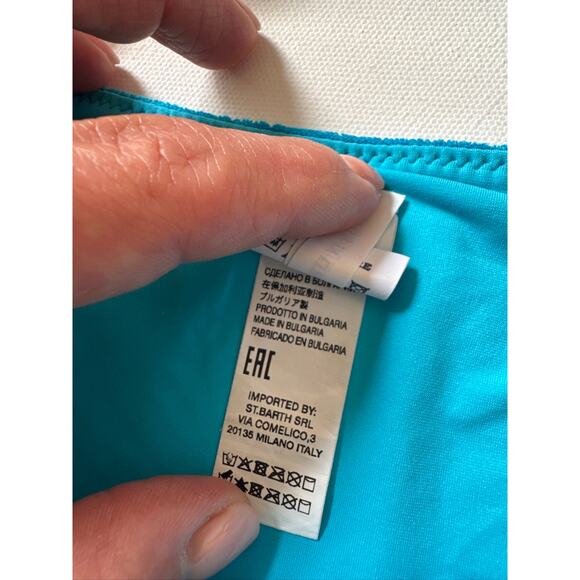 СДЕЛАНО В
在保加利亚制造
ブルガリア製
PRODOTTO IN BULGARIA
MADE IN BULGARIA
FABRICADO EN BULGARIA
EAC
IMPORTED BY:
ST.BARTH SRL
VIA COMELICO,3
20135 MILANO ITALY